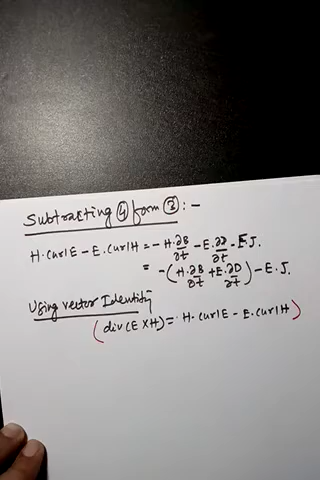 Subtracting ④ form ③ : -
H. Curl E - E. Curl H = - H.∂B/∂t - E.∂D/∂t - E.J.
= -(H.∂B/∂t + E.∂D/∂t) - E.J.
Using vector Identity
(div(E×H) = H. Curl E - E. Curl H)